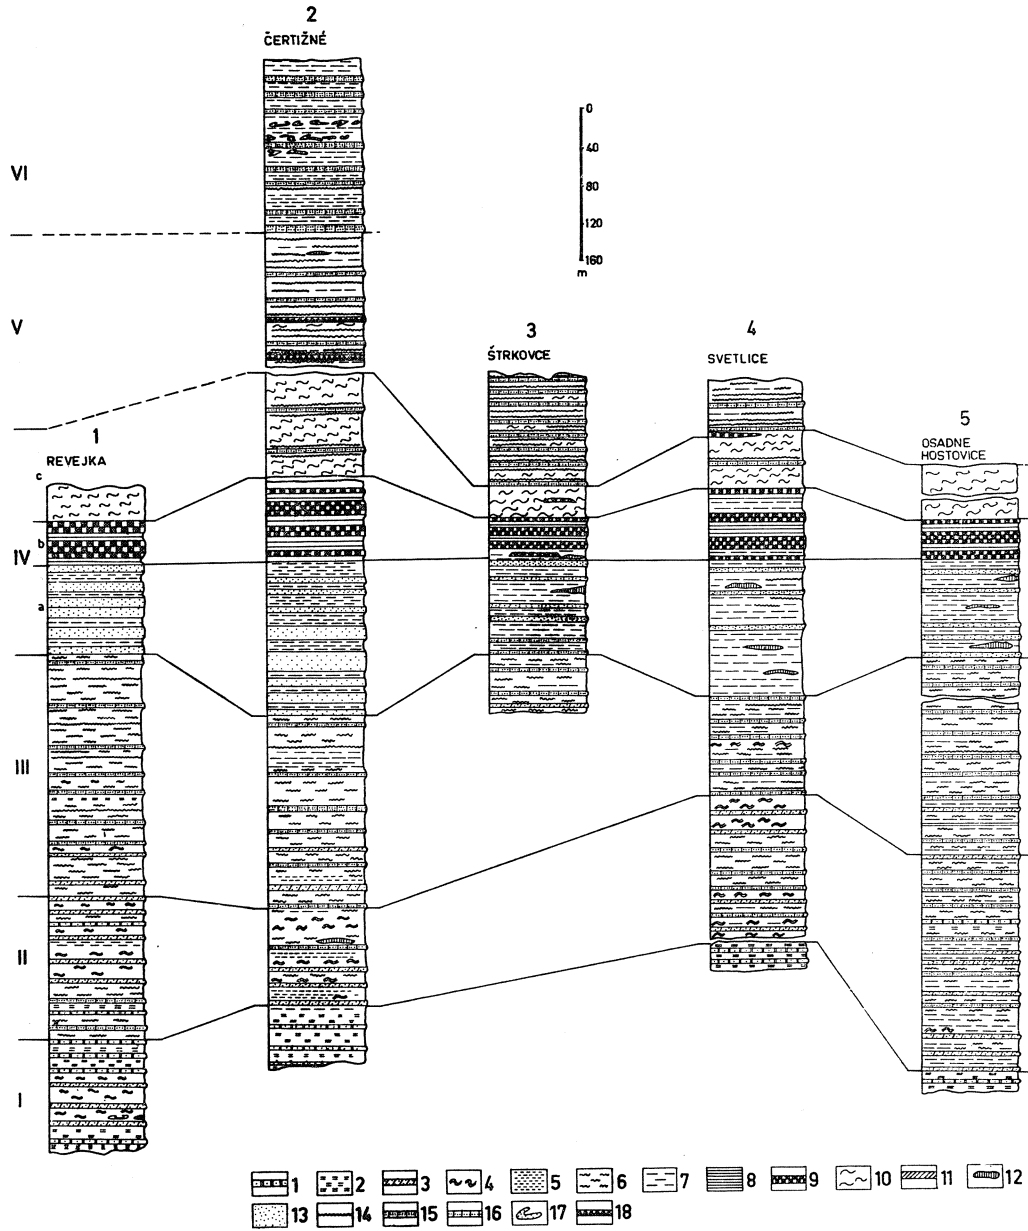 2
ČERTIŽNÉ
0
40
80
120
160
m
VI
V
3
ŠTRKOVCE
4
SVETLICE
5
OSADNE
HOSTOVICE
1
REVEJKA
c
b
IV
a
III
II
I
1 2 3 4 5 6 7 8 9 10 11 12
13 14 15 16 17 18